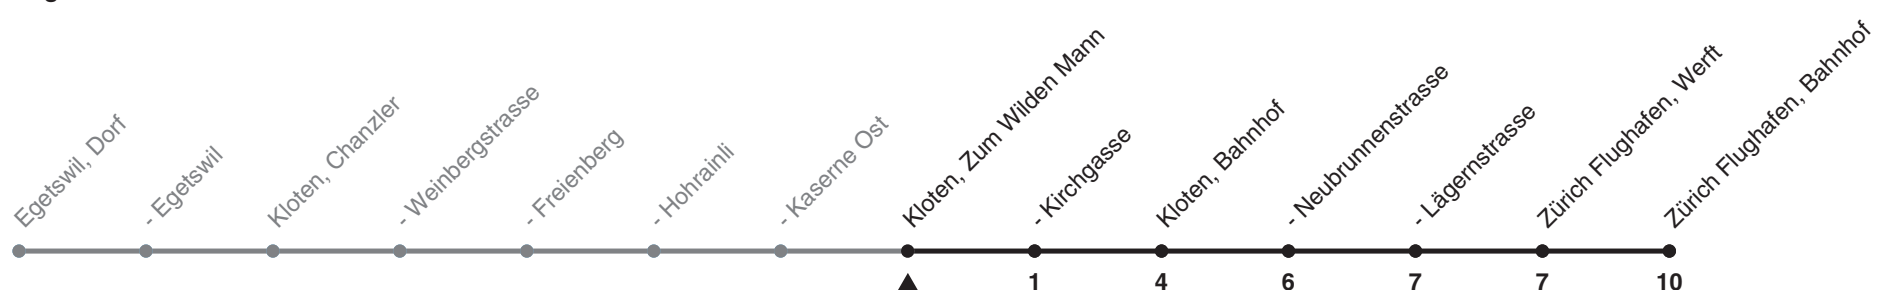 Egetswil, Dorf
- Egetswil
Kloten, Chanzler
- Weinbergstrasse
- Freienberg
- Hohrainli
- Kaserne Ost
Kloten, Zum Wilden Mann
- Kirchgasse
Kloten, Bahnhof
- Neubrunnenstrasse
- Lägernstrasse
Zürich Flughafen, Werft
Zürich Flughafen, Bahnhof
1 4 6 7 7 10